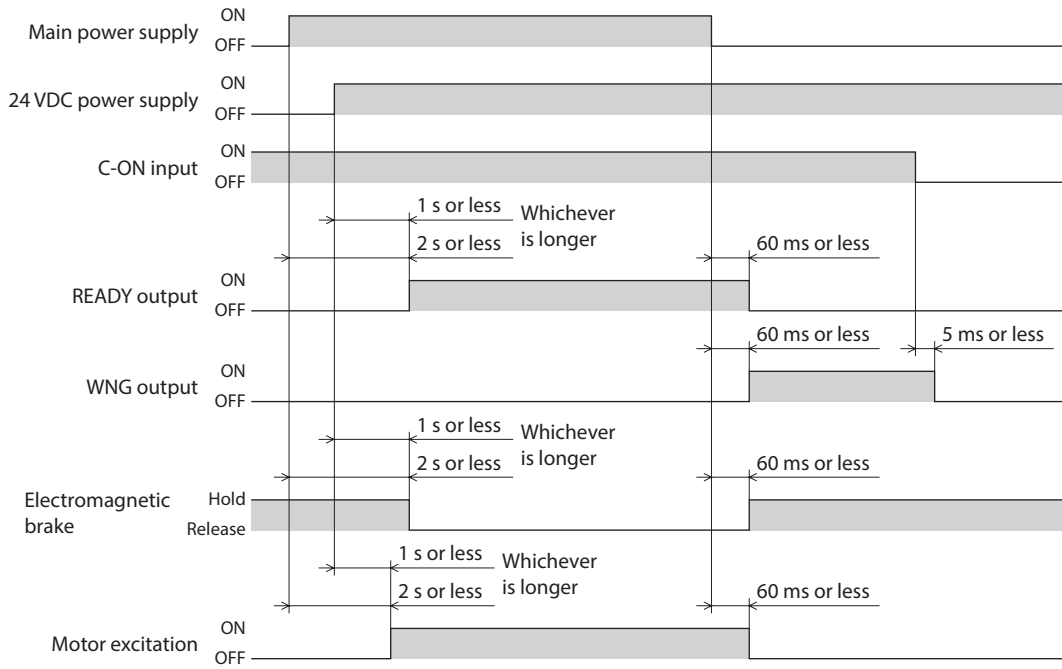 Main power supply
ON
OFF
24 VDC power supply
ON
OFF
C-ON input
ON
OFF
1 s or less
Whichever
is longer
2 s or less
60 ms or less
READY output
ON
OFF
60 ms or less
5 ms or less
WNG output
ON
OFF
1 s or less
Whichever
is longer
2 s or less
60 ms or less
Electromagnetic
brake
Hold
Release
1 s or less
Whichever
is longer
2 s or less
60 ms or less
Motor excitation
ON
OFF